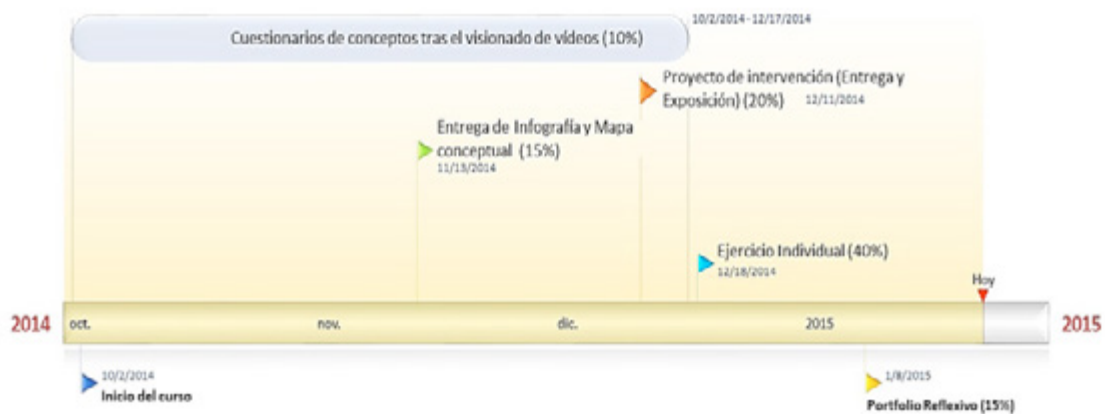 10/2/2014 - 12/17/2014
Cuestionarios de conceptos tras el visionado de vídeos (10%)
Proyecto de intervención (Entrega y
Exposición) (20%) 12/11/2014
Entrega de Infografía y Mapa
conceptual (15%)
11/13/2014
Ejercicio Individual (40%)
12/18/2014
Hoy
2014 oct. nov. dic. 2015 2015
10/2/2014
Inicio del curso
1/8/2015
Portfolio Reflexivo (15%)